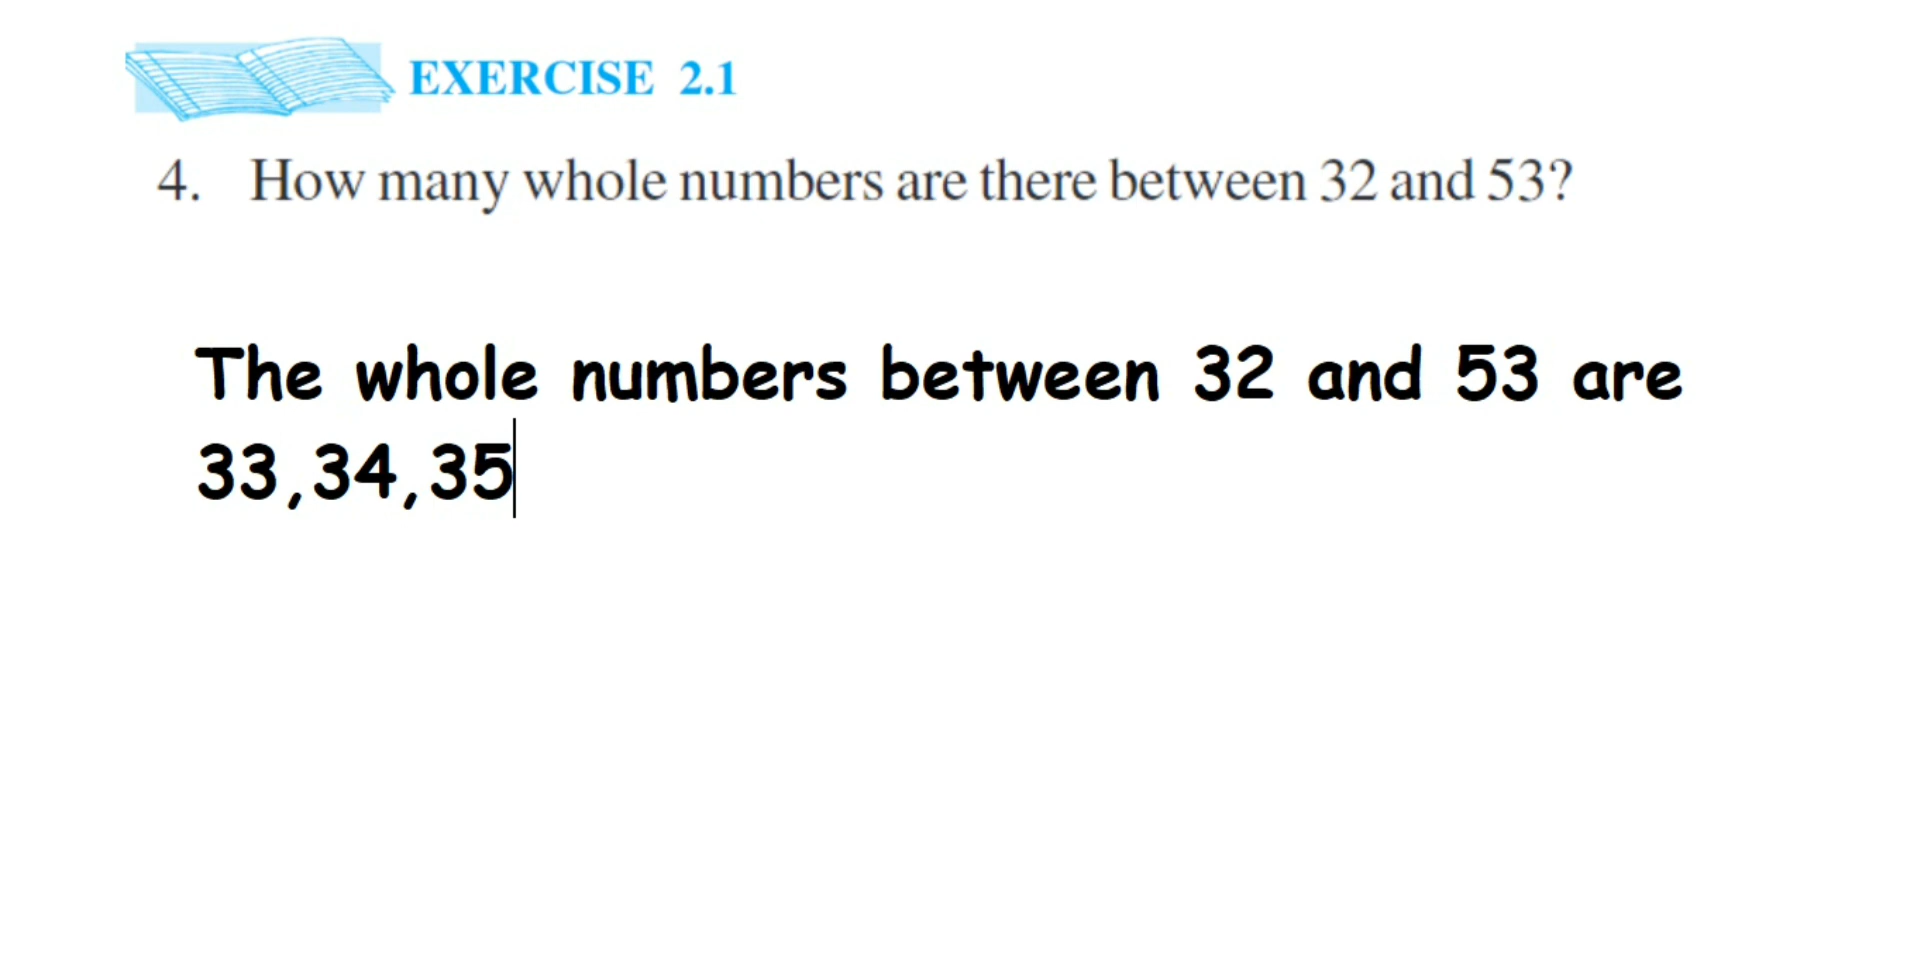 EXERCISE 2.1
4. How many whole numbers are there between 32 and 53?
The whole numbers between 32 and 53 are
33,34,35